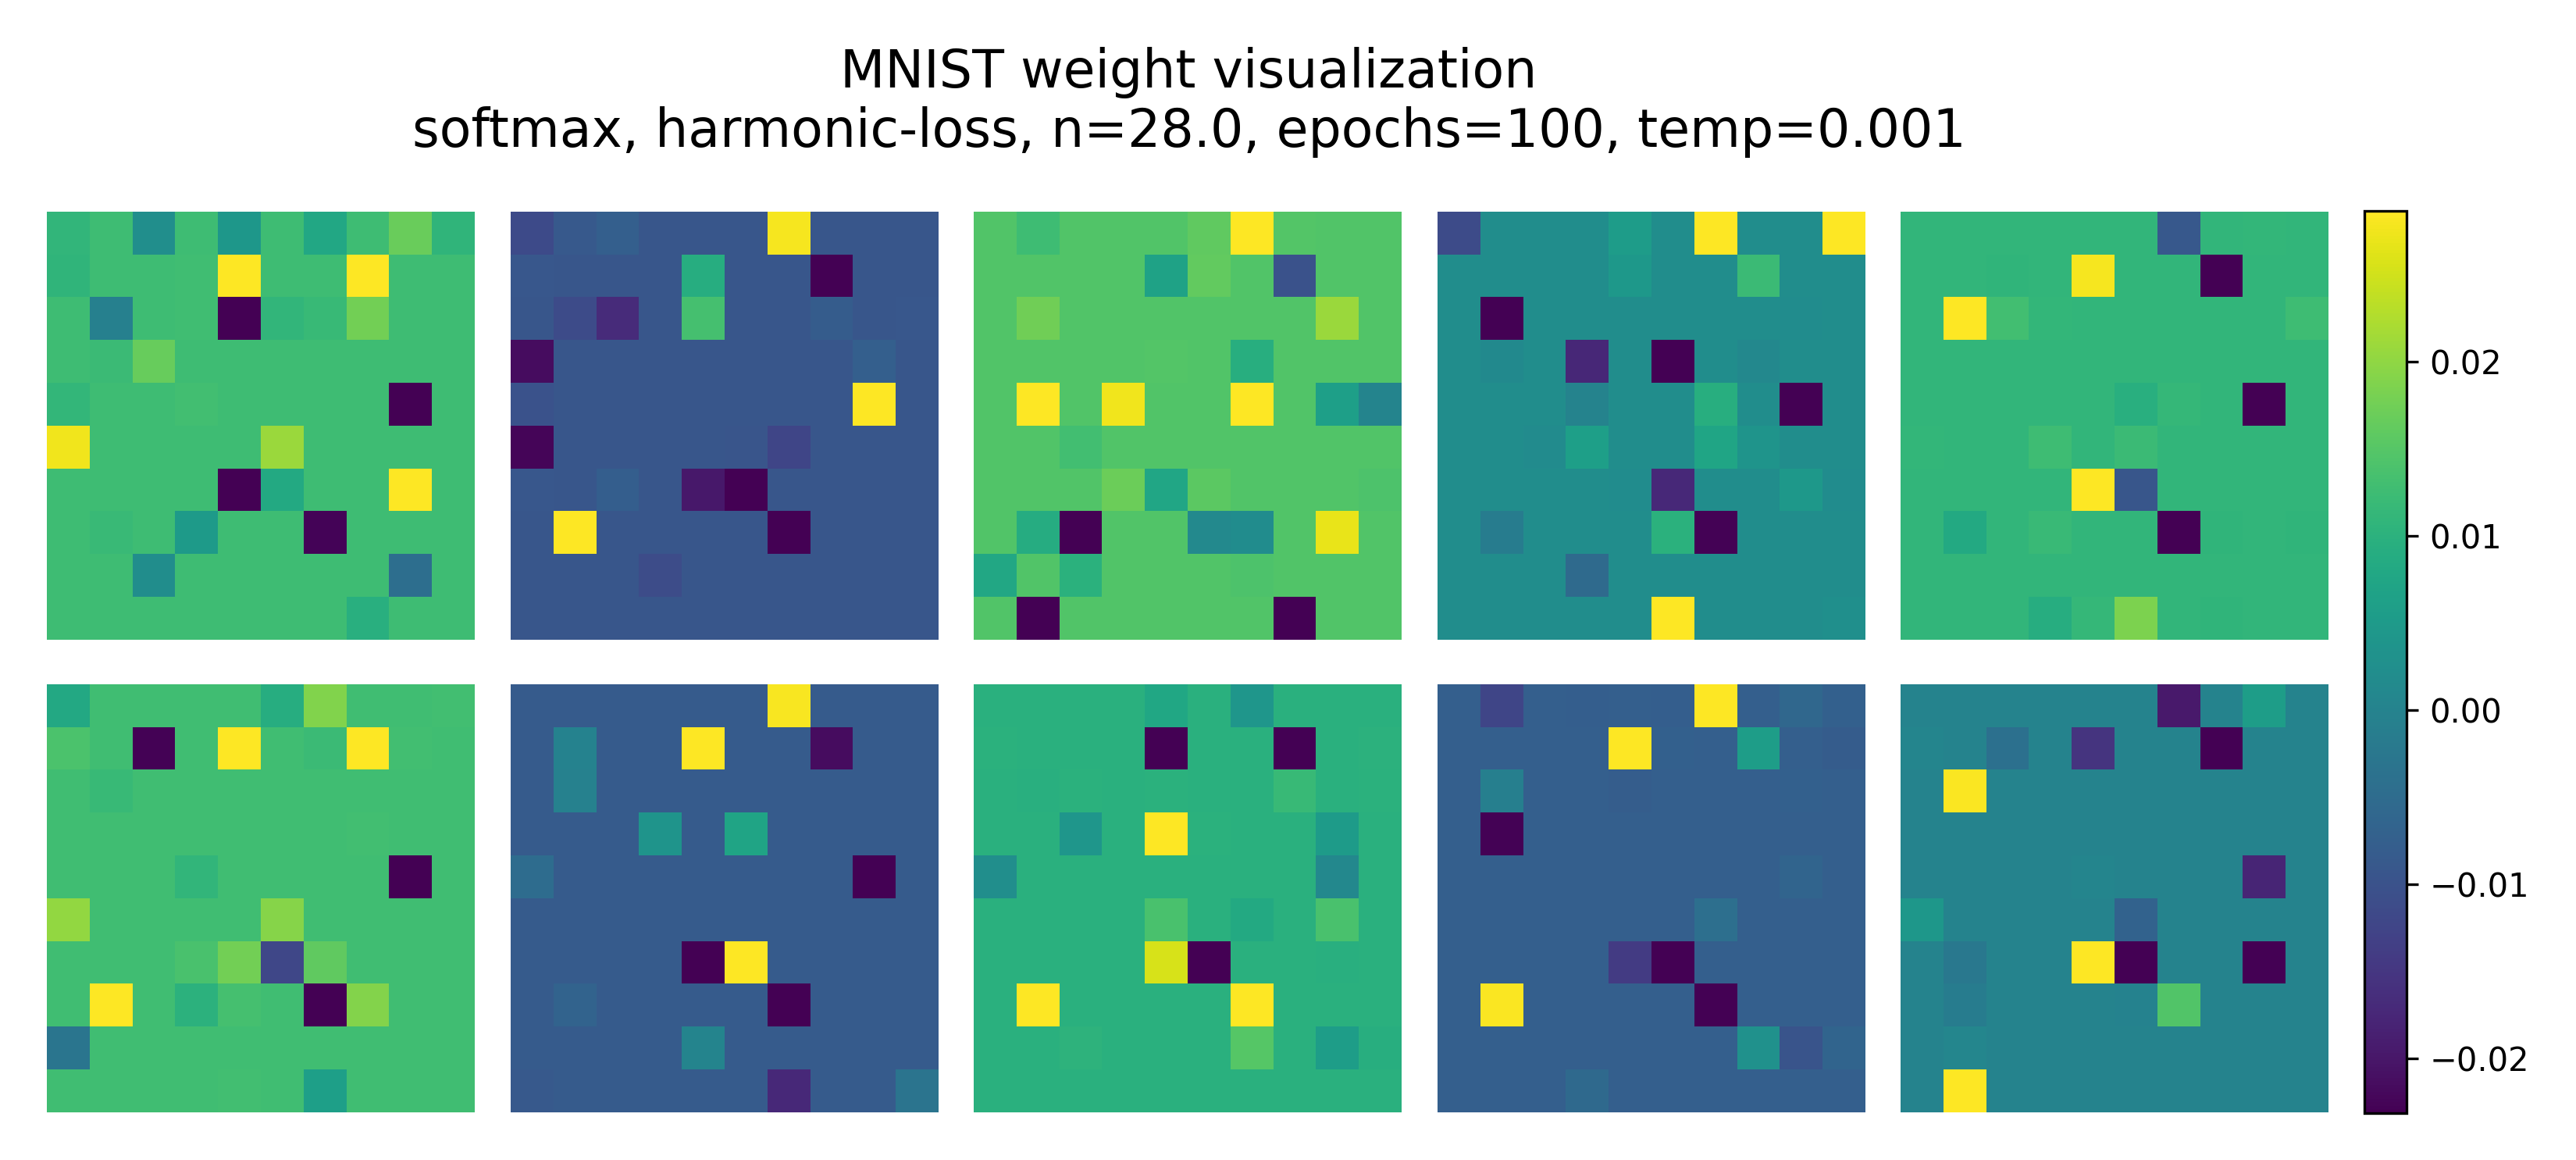 MNIST weight visualization
softmax, harmonic-loss, n=28.0, epochs=100, temp=0.001
0.02
0.01
0.00
−0.01
−0.02